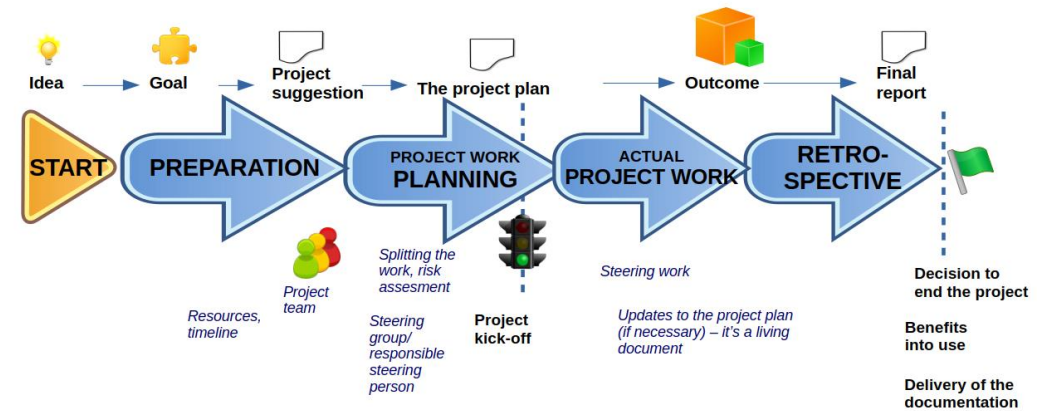 Idea
Goal
Project
suggestion
The project plan
Outcome
Final
report
START
PREPARATION
PROJECT WORK
PLANNING
ACTUAL
PROJECT WORK
RETRO-
SPECTIVE
Resources,
timeline
Project
team
Splitting the
work, risk
assesment
Steering
group/
responsible
steering
person
Project
kick-off
Steering work
Updates to the project plan
(if necessary) – it's a living
document
Decision to
end the project
Benefits
into use
Delivery of the
documentation